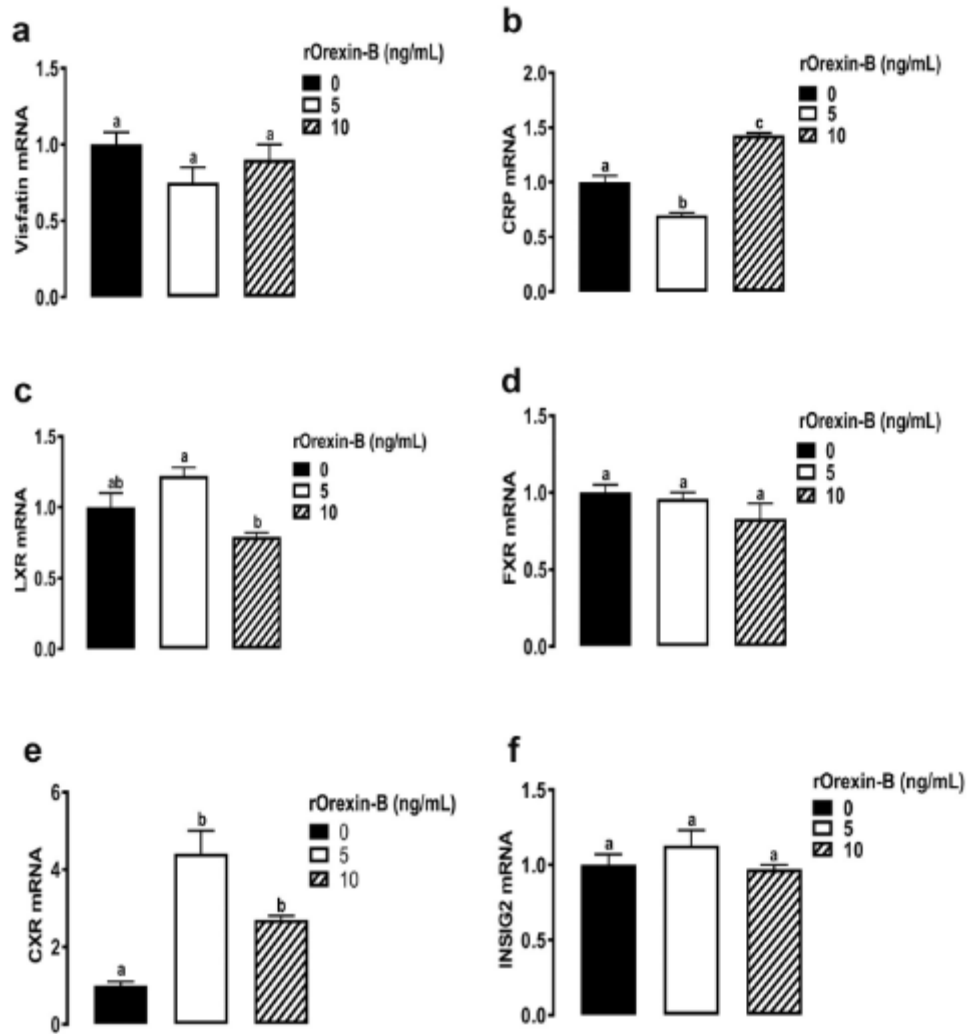 a
rOrexin-B (ng/mL)
0
5
10
Visfatin mRNA
1.5
1.0
0.5
0.0
a
a
a
b
rOrexin-B (ng/mL)
0
5
10
CRP mRNA
2.0
1.5
1.0
0.5
0.0
a
b
c
c
rOrexin-B (ng/mL)
0
5
10
LXR mRNA
1.5
1.0
0.5
0.0
ab
a
b
d
rOrexin-B (ng/mL)
0
5
10
FXR mRNA
1.5
1.0
0.5
0.0
a
a
a
e
rOrexin-B (ng/mL)
0
5
10
CXR mRNA
6
4
2
0
a
b
b
f
rOrexin-B (ng/mL)
0
5
10
INSIG2 mRNA
1.5
1.0
0.5
0.0
a
a
a